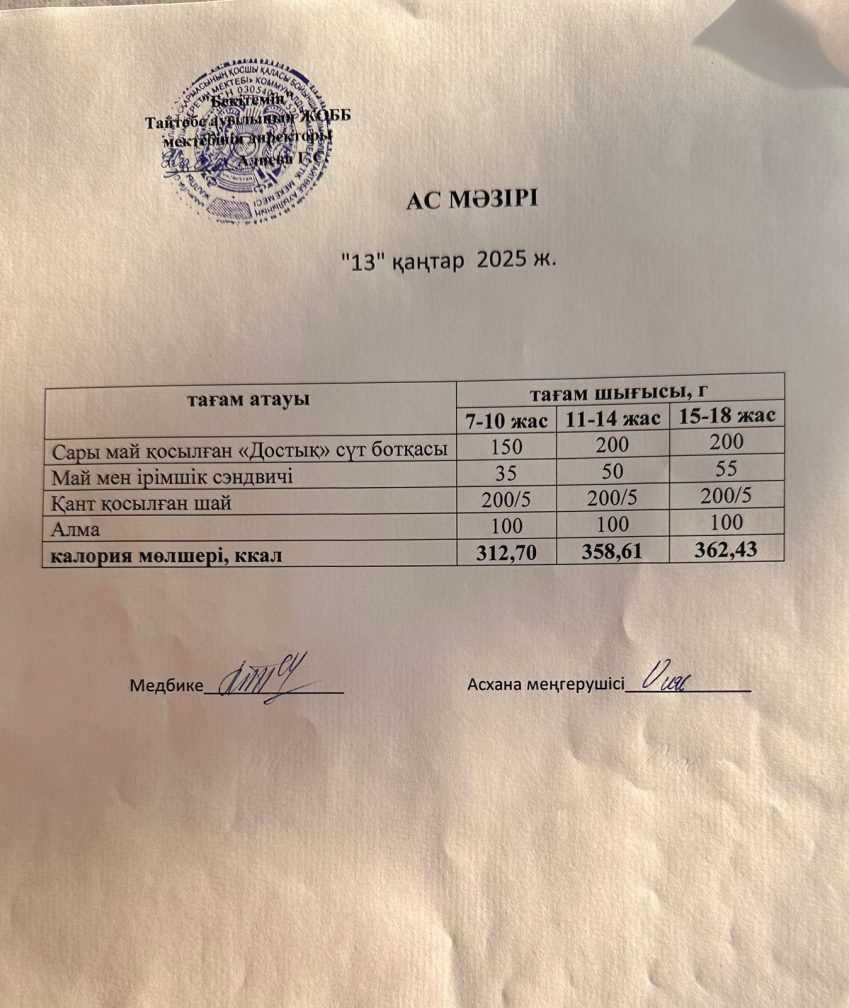 "Бекітемін"
Тайтөбе ауылының ЖОББ
мектебінің директоры
Алиева Г.С.
АС МӘЗІРІ
"13" қаңтар 2025 ж.
тағам атауы
тағам шығысы, г
7-10 жас 11-14 жас 15-18 жас
Сары май қосылған «Достық» сүт ботқасы 150 200 200
Май мен ірімшік сэндвичі 35 50 55
Қант қосылған шай 200/5 200/5 200/5
Алма 100 100 100
калория мөлшері, ккал 312,70 358,61 362,43
Медбике Асхана меңгерушісі